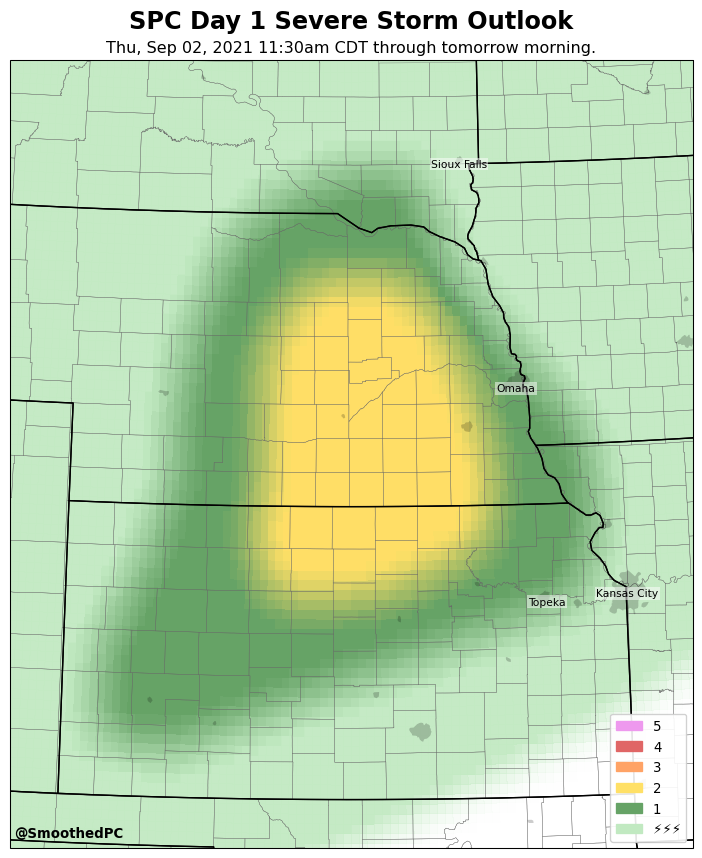 SPC Day 1 Severe Storm Outlook
Thu, Sep 02, 2021 11:30am CDT through tomorrow morning.
Sioux Falls
Omaha
Kansas City
Topeka
5
4
3
2
1
⚡⚡⚡
@SmoothedPC